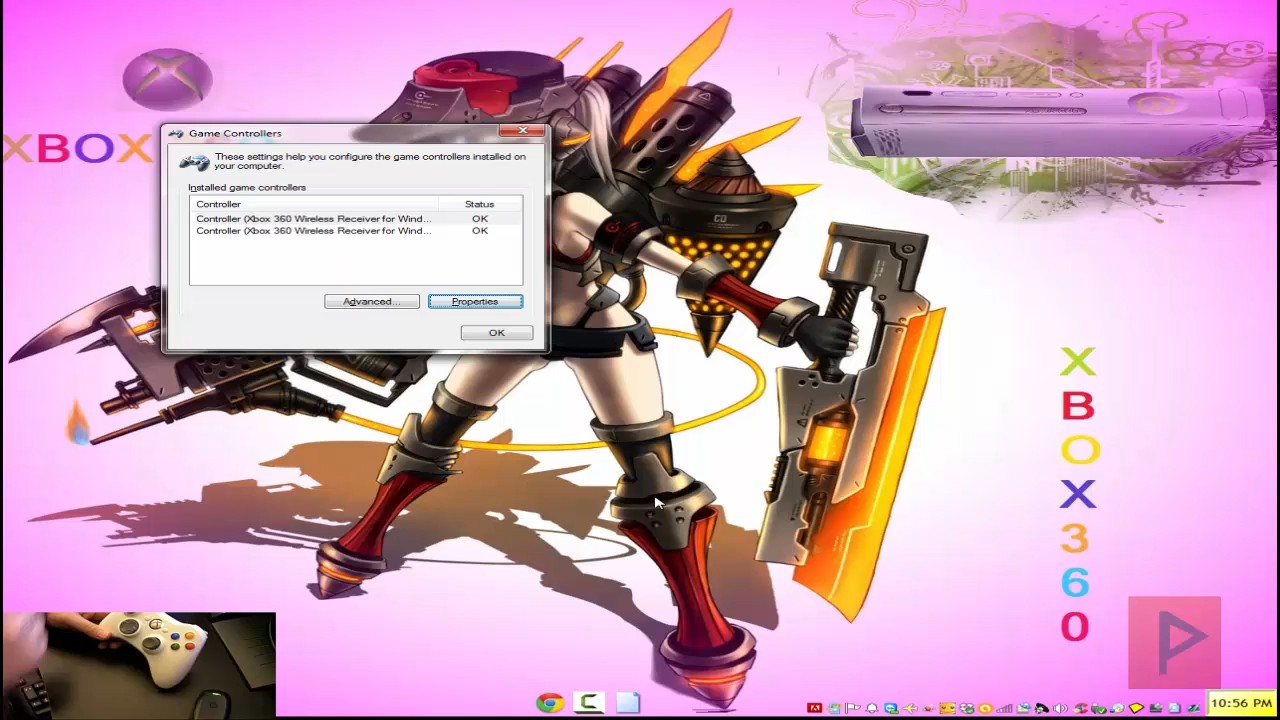 XBOX
Game Controllers
These settings help you configure the game controllers installed on
your computer.
Installed game controllers
Controller Status
Controller (Xbox 360 Wireless Receiver for Wind... OK
Controller (Xbox 360 Wireless Receiver for Wind... OK
Advanced... Properties
OK
CO
X
B
O
X
3
6
0
P
10:56 PM